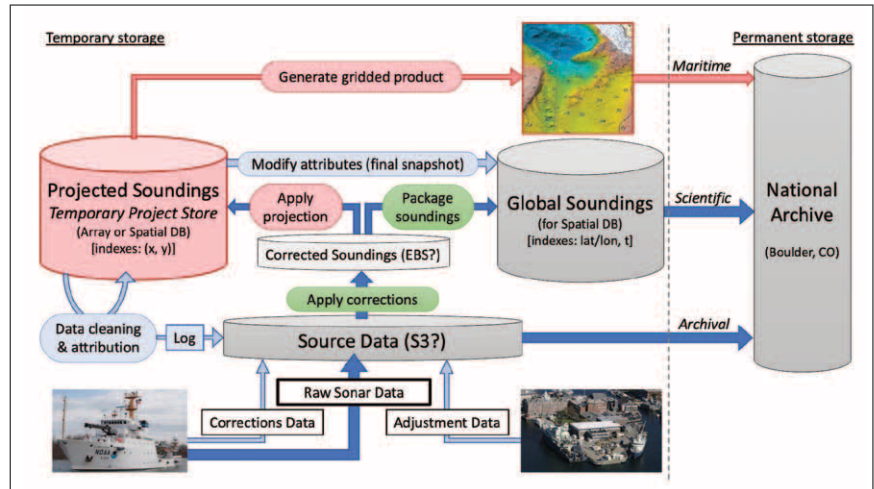 Temporary storage
Permanent storage
Generate gridded product
Maritime
Modify attributes (final snapshot)
Projected Soundings
Temporary Project Store
(Array or Spatial DB)
[indexes: (x, y)]
Apply
projection
Package
soundings
Global Soundings
(for Spatial DB)
[indexes: lat/lon, t]
Scientific
National
Archive
(Boulder, CO)
Corrected Soundings (EBS?)
Apply corrections
Data cleaning
& attribution
Log
Source Data (S3?)
Archival
Raw Sonar Data
Corrections Data
Adjustment Data
NOAA